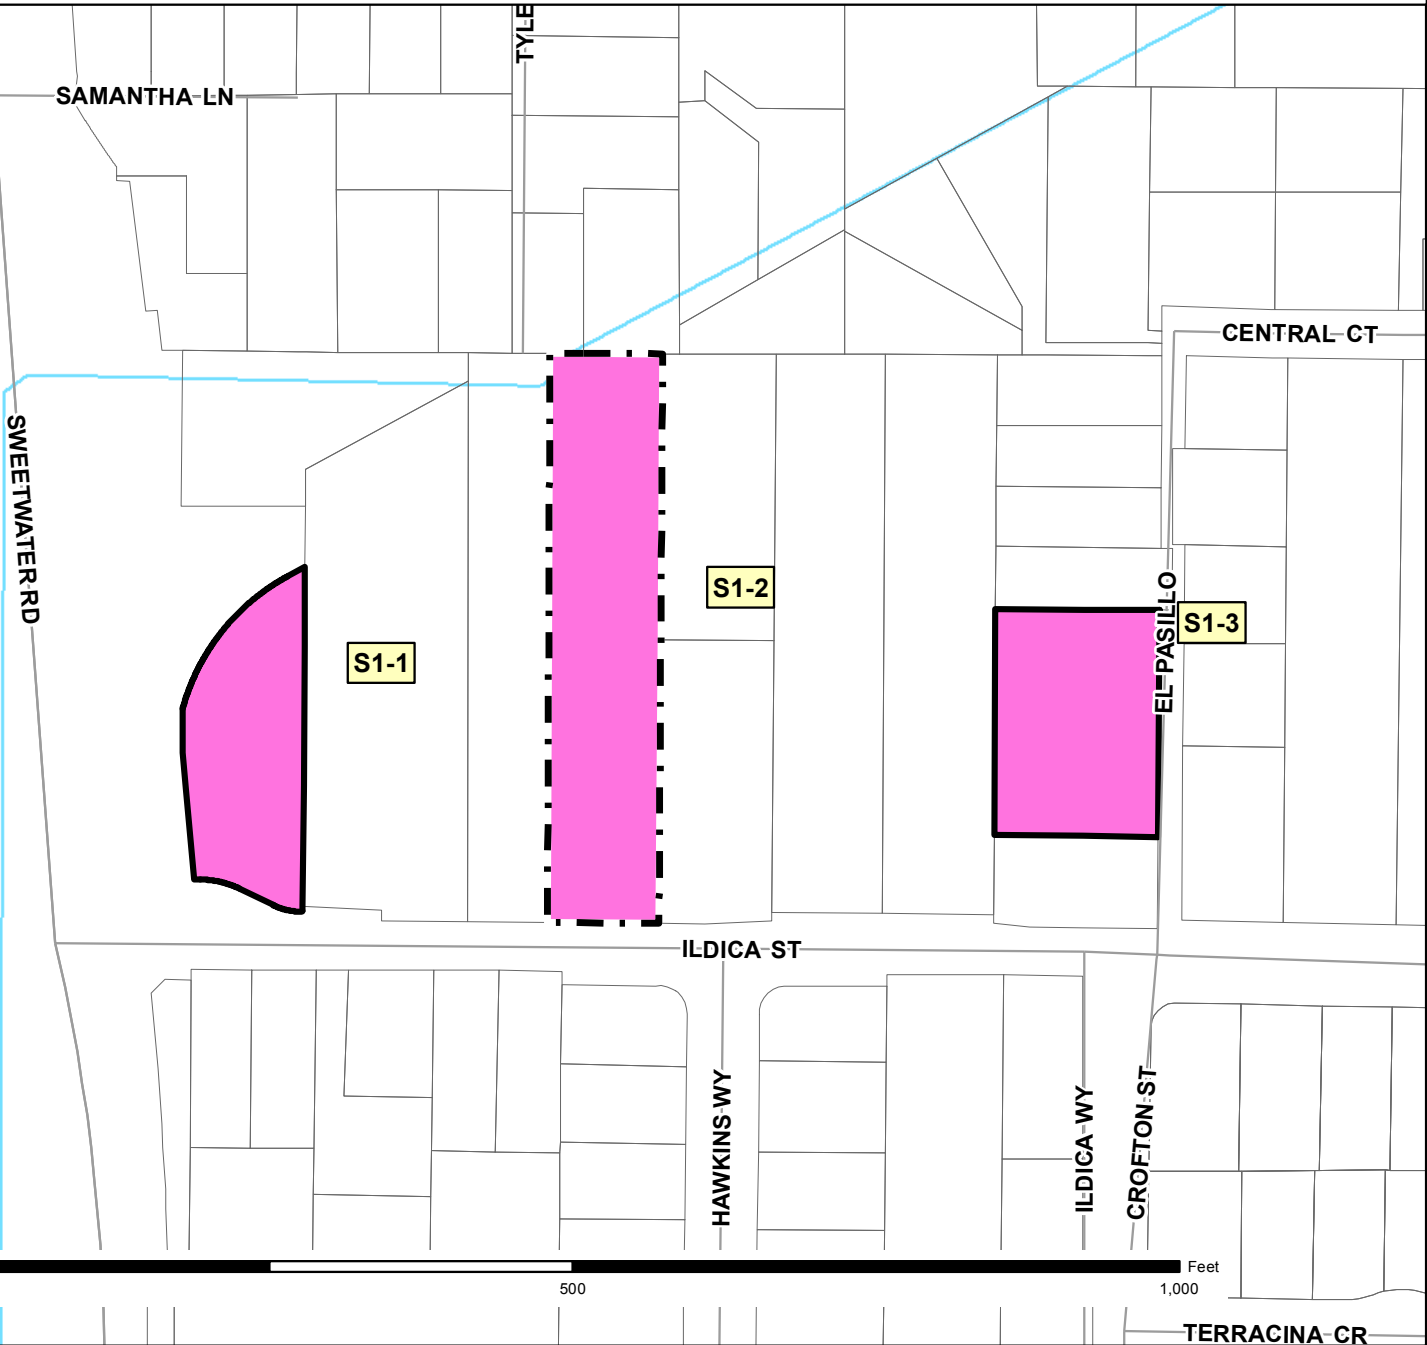 TYLE
SAMANTHA LN
CENTRAL CT
SWEETWATER RD
S1-2
EL PASILLO
S1-3
S1-1
ILDICA ST
HAWKINS WY
ILDICA WY
CROFTON ST
Feet
500
1,000
TERRACINA CR